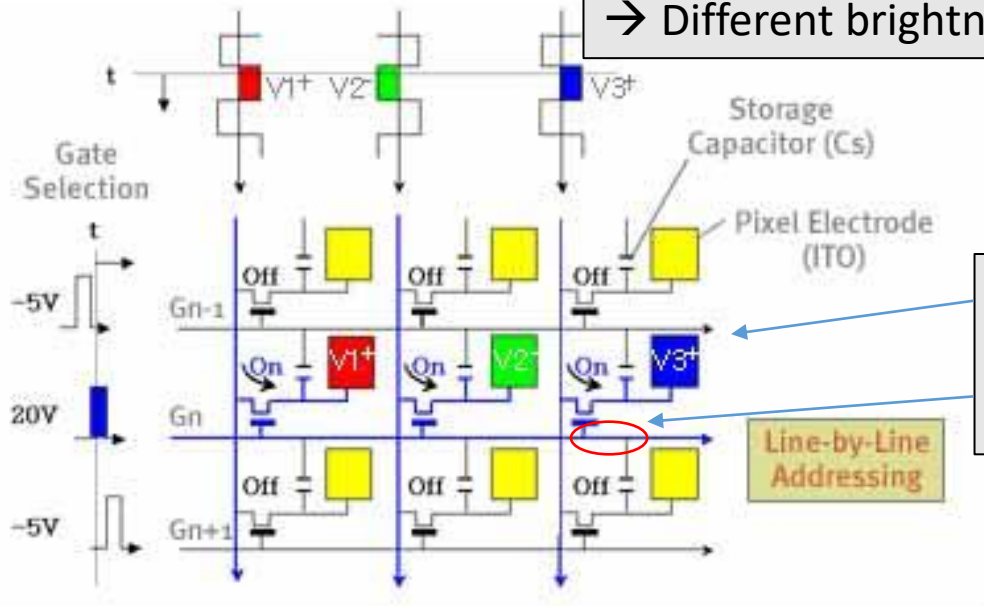 → Different brightn
t
V1+
V2-
V3+
Storage
Capacitor (Cs)
Gate
Selection
t
Pixel Electrode
(ITO)
Off
Off
Off
-5V
Gn-1
V1+
V2-
V3+
On
On
On
20V
Gn
Line-by-Line
Addressing
Off
Off
Off
-5V
Gn+1